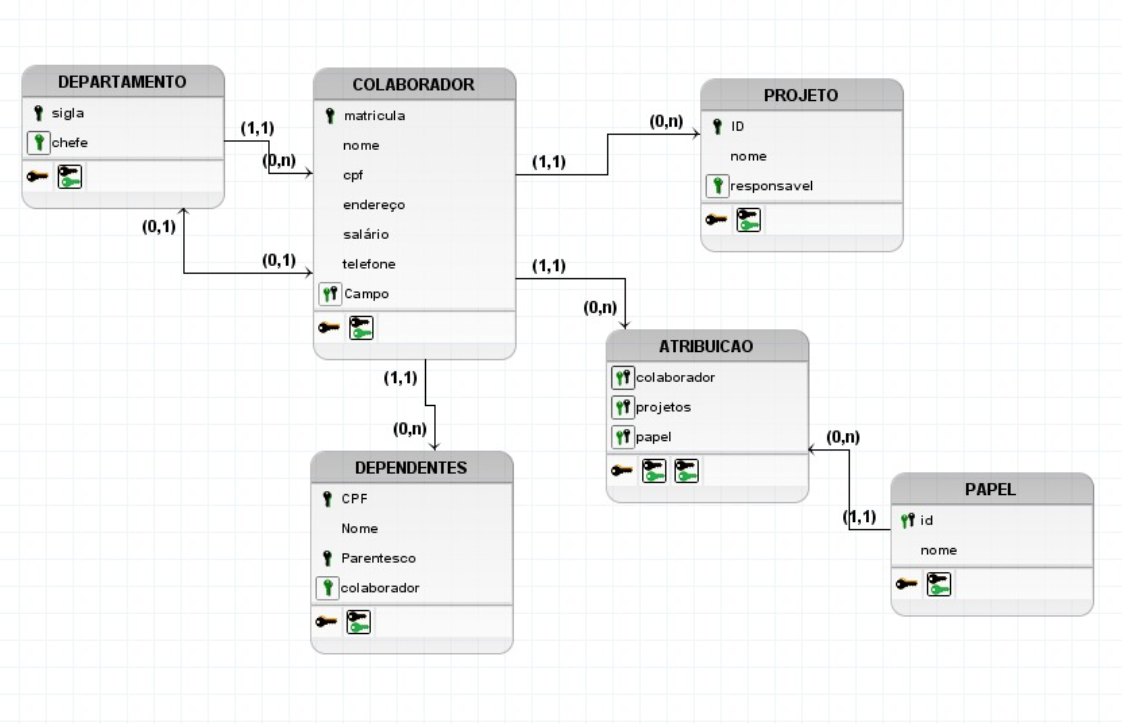 DEPARTAMENTO
sigla
chefe
(1,1)
(0,n)
(0,1)
(0,1)
COLABORADOR
matricula
nome
cpf
endereço
salário
telefone
Campo
(1,1)
(0,n)
PROJETO
ID
nome
responsavel
(1,1)
(0,n)
ATRIBUICAO
colaborador
projetos
papel
(0,n)
(1,1)
PAPEL
id
nome
(1,1)
(0,n)
DEPENDENTES
CPF
Nome
Parentesco
colaborador